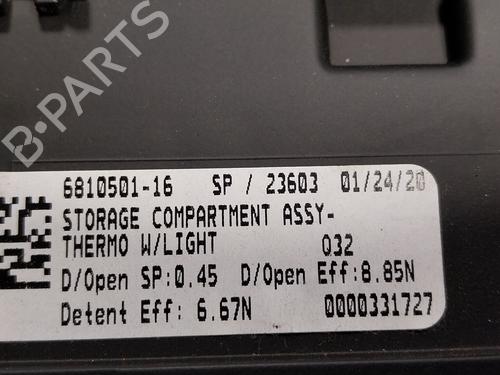 B-PARTS
6810501-16 SP / 23603 01/24/20
STORAGE COMPARTMENT ASSY-
THERMO W/LIGHT Q32
D/Open SP:0.45 D/Open Eff:8.85N
Detent Eff: 6.67N 0000331727